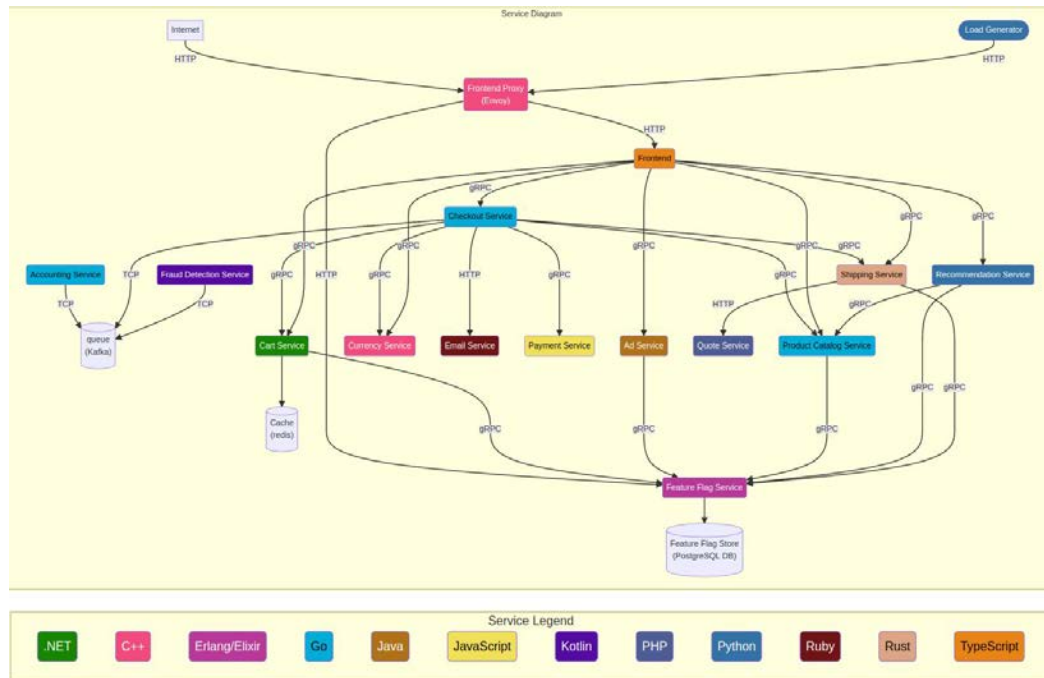 Service Diagram
Internet
Load Generator
HTTP
HTTP
Frontend Proxy
(Envoy)
HTTP
Frontend
gRPC
gRPC
Checkout Service
gRPC
gRPC
TCP
gRPC
gRPC
HTTP
gRPC
HTTP
gRPC
gRPC
gRPC
gRPC
Accounting Service
Fraud Detection Service
Shipping Service
Recommendation Service
TCP
TCP
HTTP
gRPC
queue
(Kafka)
Cart Service
Currency Service
Email Service
Payment Service
Ad Service
Quote Service
Product Catalog Service
gRPC
gRPC
Cache
(redis)
gRPC
gRPC
gRPC
Feature Flag Service
Feature Flag Store
(PostgreSQL DB)
Service Legend
.NET
C++
Erlang/Elixir
Go
Java
JavaScript
Kotlin
PHP
Python
Ruby
Rust
TypeScript